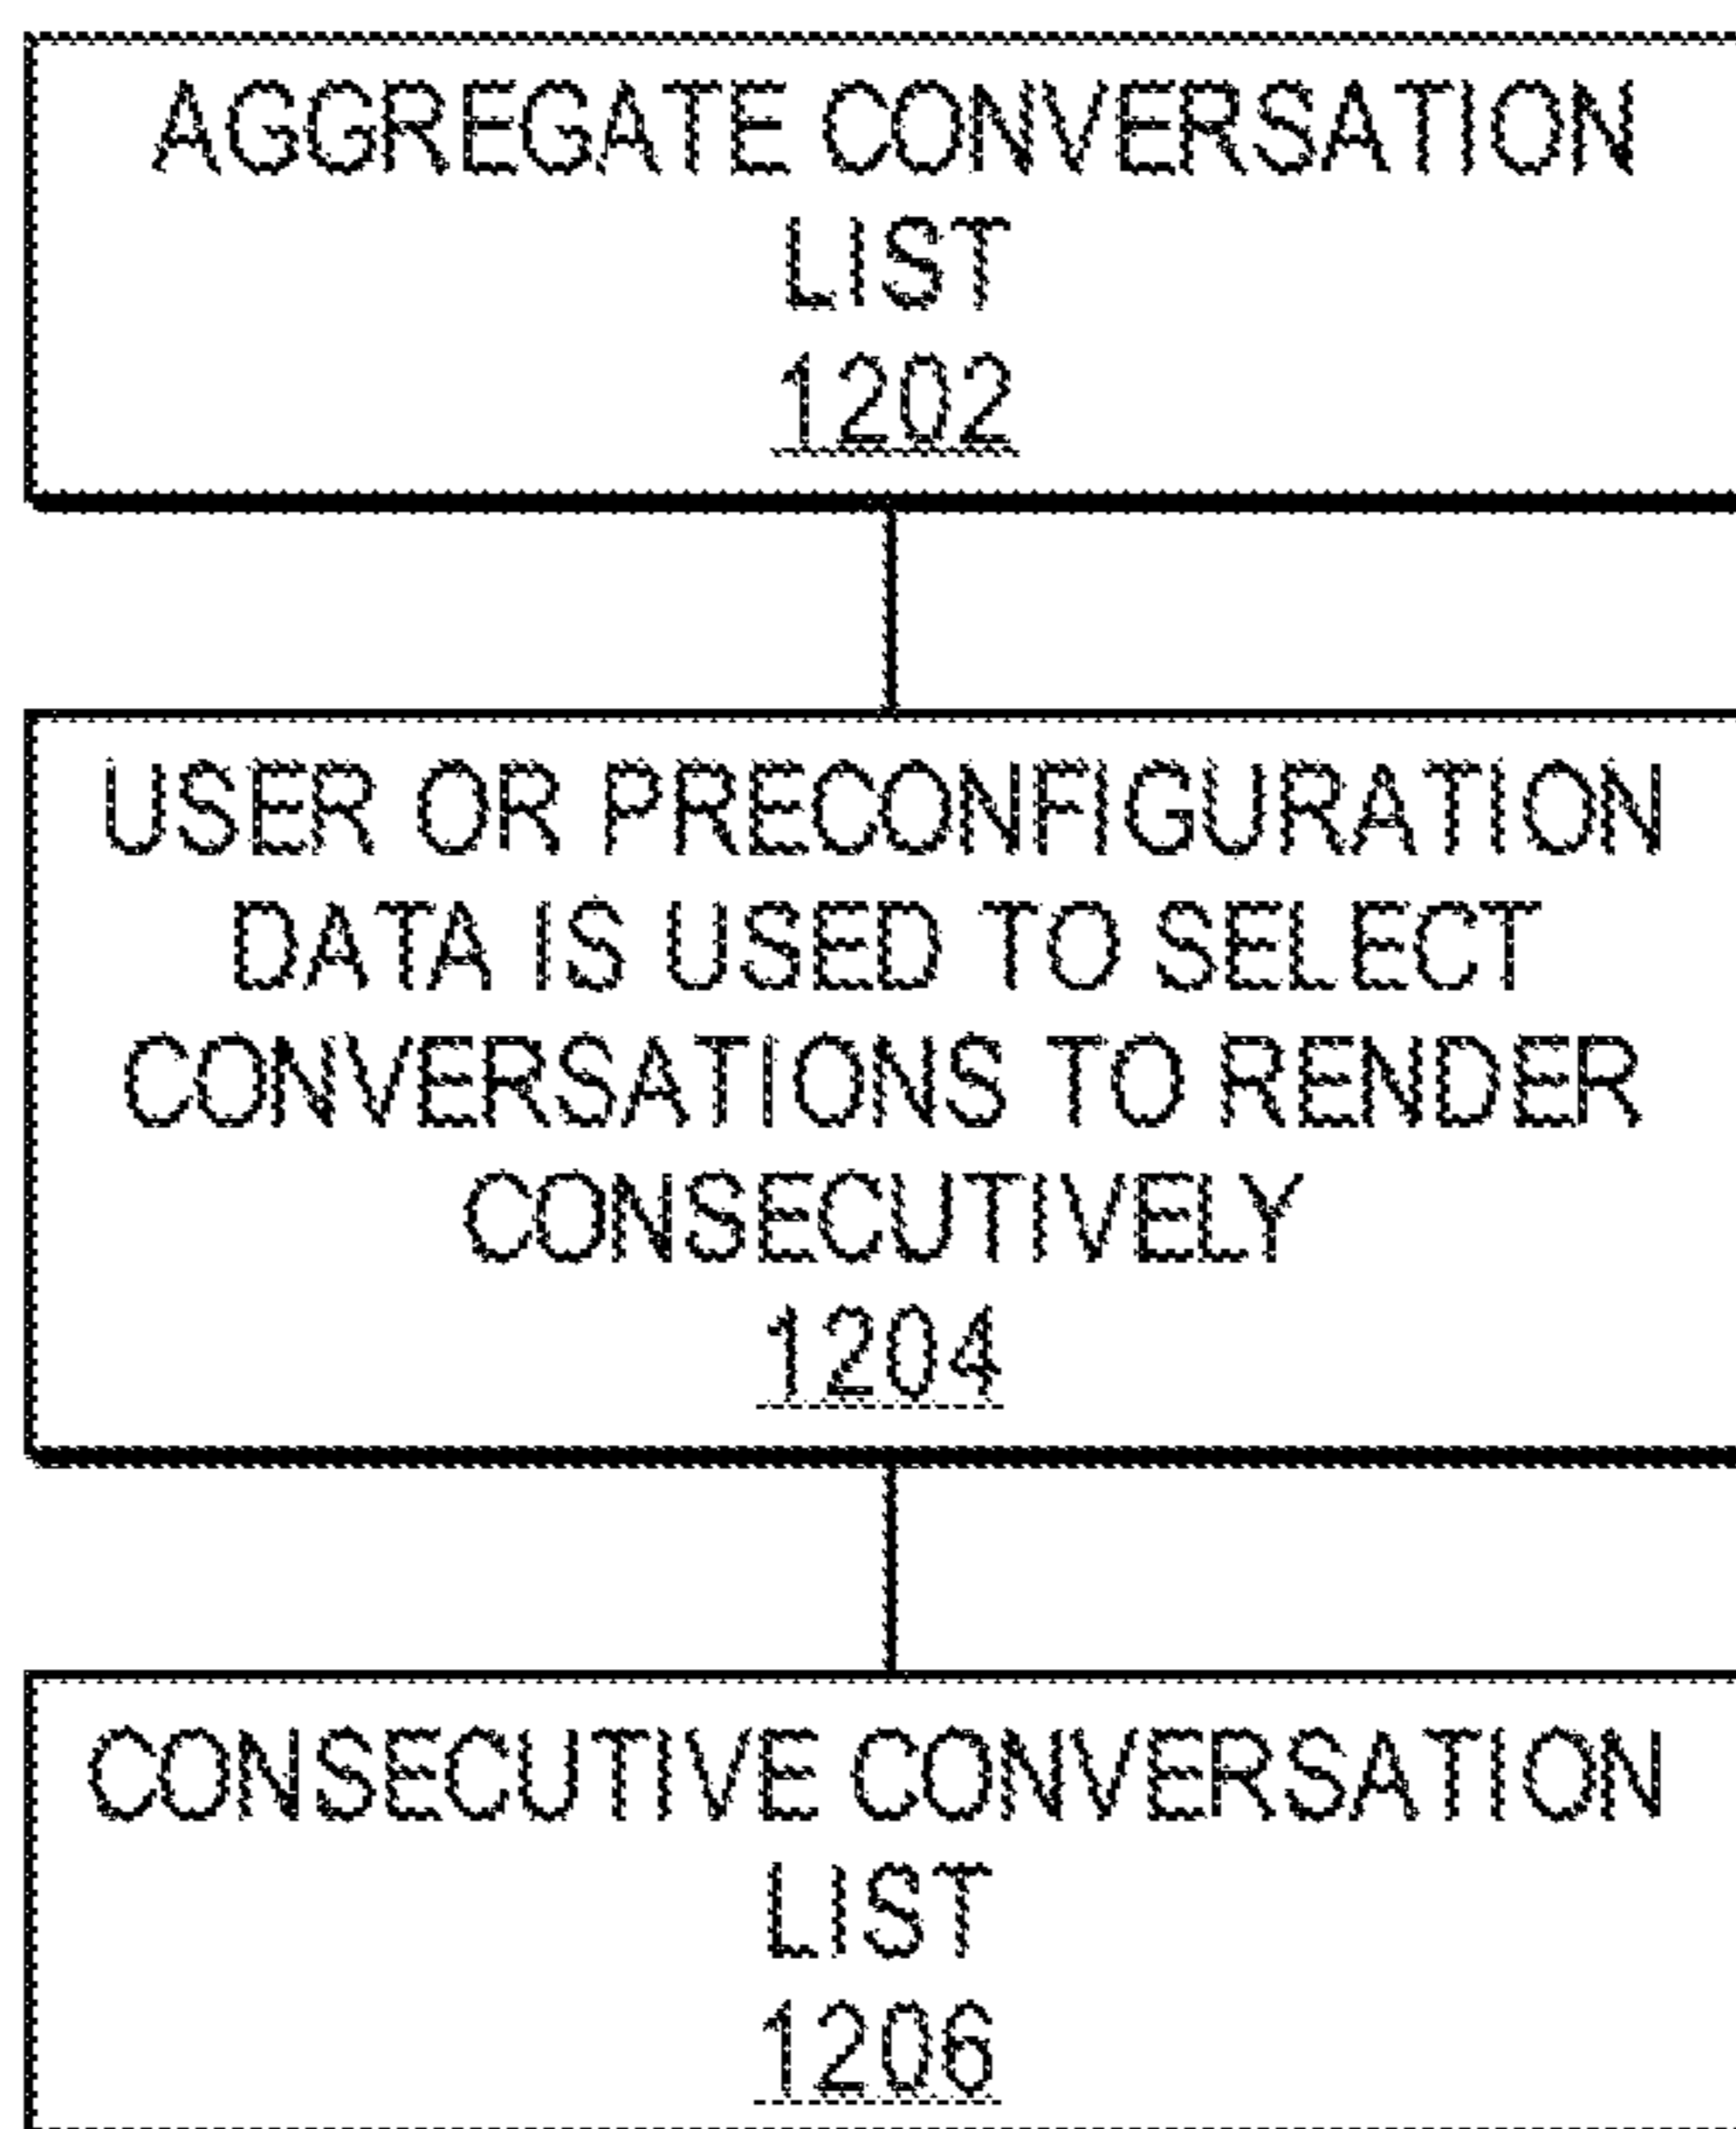 AGGREGATE CONVERSATION
LIST
1202
USER OR PRECONFIGURATION
DATA IS USED TO SELECT
CONVERSATIONS TO RENDER
CONSECUTIVELY
1204
CONSECUTIVE CONVERSATION
LIST
1206